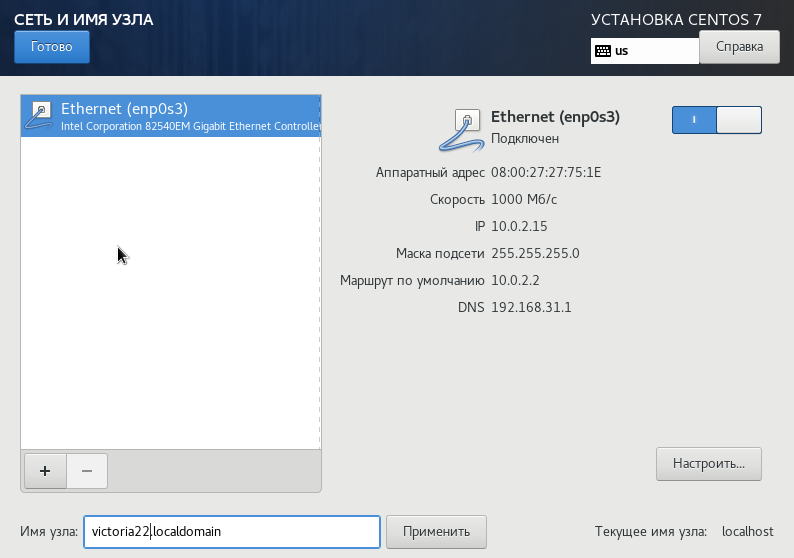 СЕТЬ И ИМЯ УЗЛА
УСТАНОВКА CENTOS 7
Готово
us
Справка
Ethernet (enp0s3)
Intel Corporation 82540EM Gigabit Ethernet Controller
Ethernet (enp0s3)
Подключен
Аппаратный адрес 08:00:27:27:75:1E
Скорость 1000 Мб/с
IP 10.0.2.15
Маска подсети 255.255.255.0
Маршрут по умолчанию 10.0.2.2
DNS 192.168.31.1
+ −
Настроить...
Имя узла: victoria22.localdomain Применить Текущее имя узла: localhost